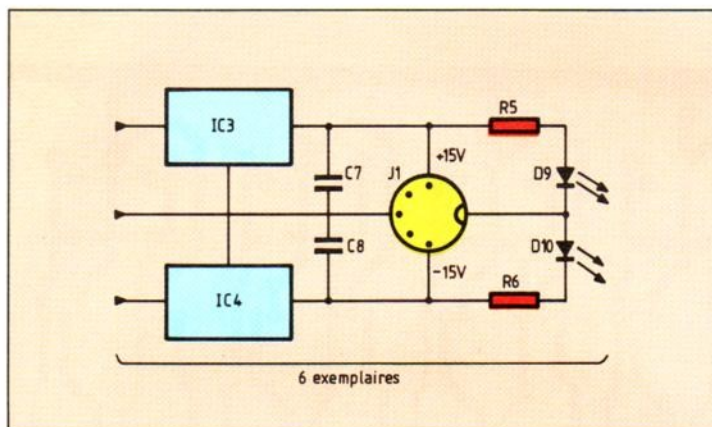 IC3
R5
+15V
C7
J1
D9
C8
D10
-15V
IC4
R6
6 exemplaires